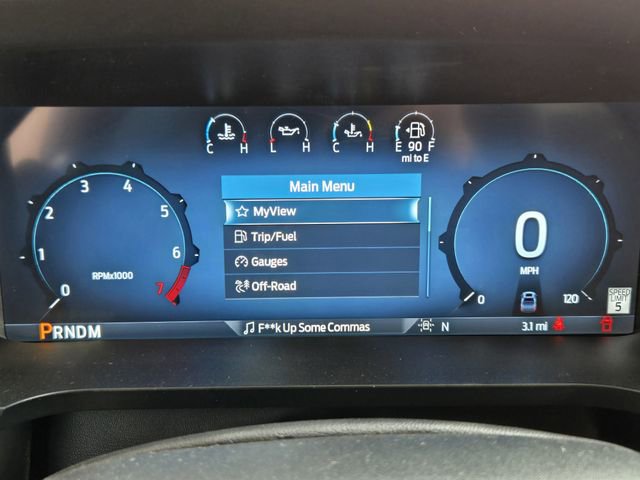 C H
L H
C H
E 90 F
mi to E
Main Menu
MyView
Trip/Fuel
Gauges
Off-Road
0 1 2 3 4 5 6 7
RPMx1000
0
MPH
0 120
SPEED
LIMIT
5
PRNDM
F**k Up Some Commas
N
3.1 mi